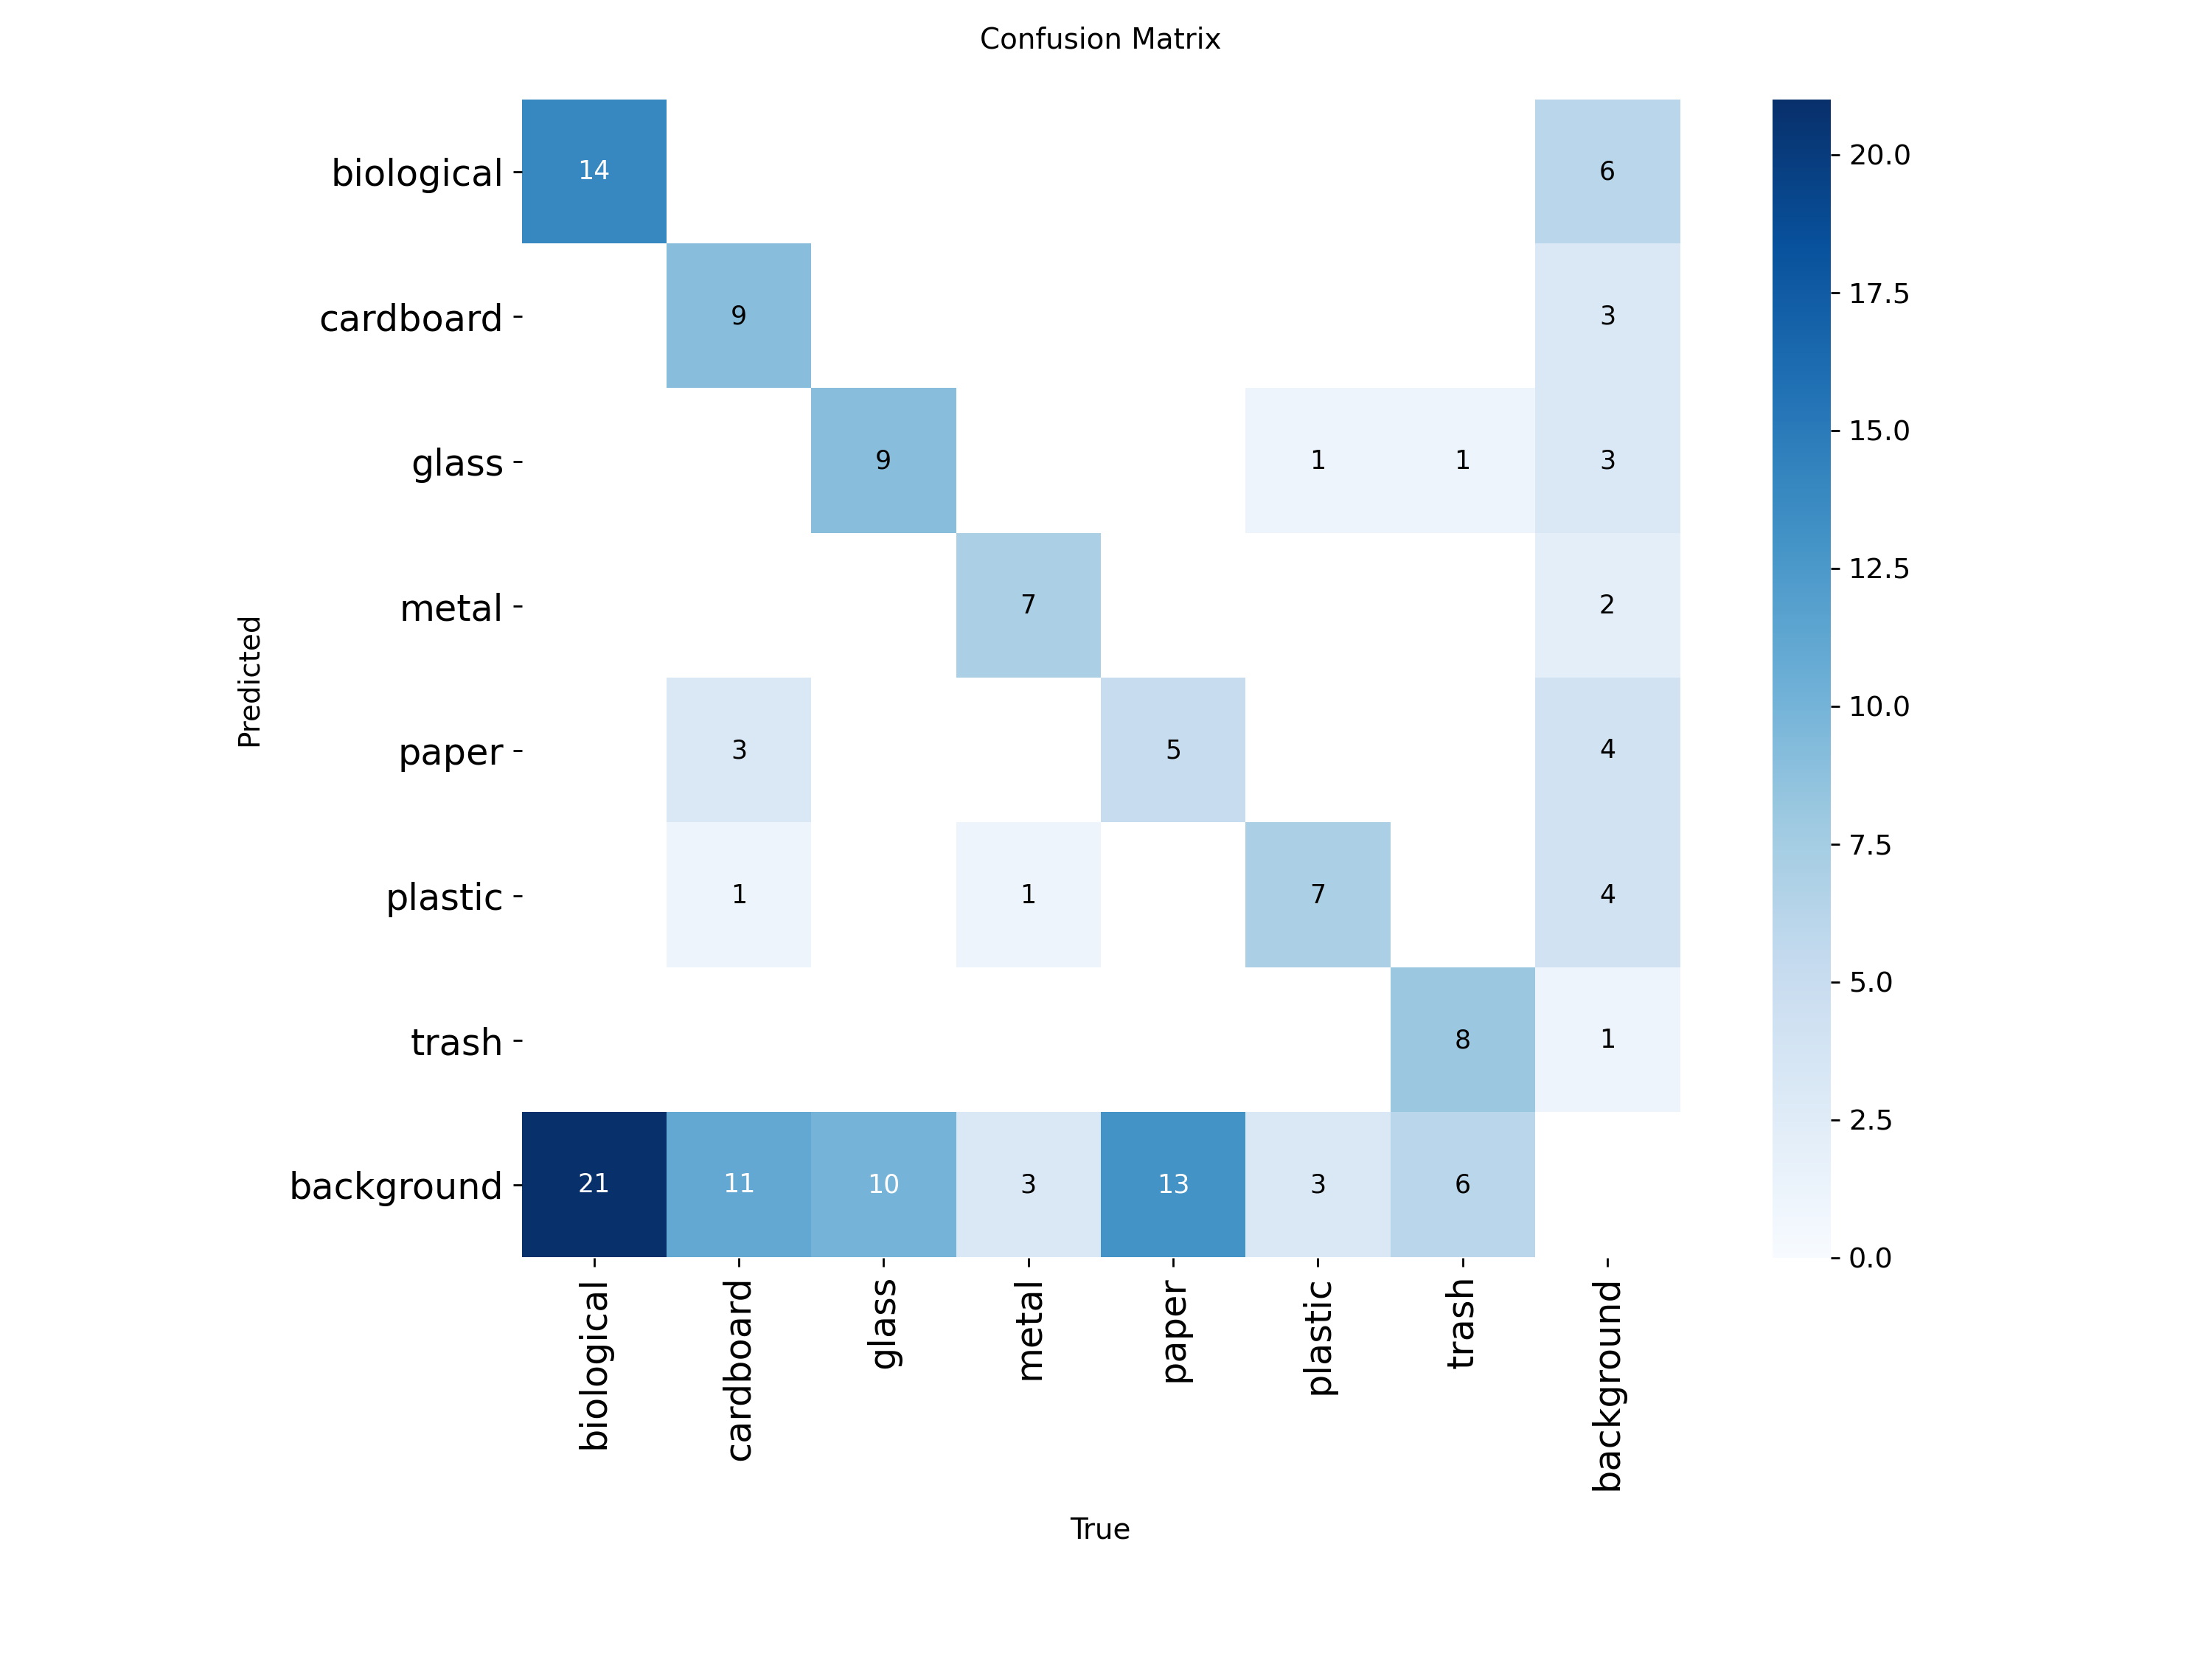 Confusion Matrix
biological 14 6 20.0
cardboard 9 3 17.5
glass 9 1 1 3 15.0
metal 7 2 12.5
paper 3 5 4 10.0
plastic 1 1 7 4 7.5
trash 8 1 5.0
background 21 11 10 3 13 3 6 2.5
0.0
Predicted
biological cardboard glass metal paper plastic trash background
True